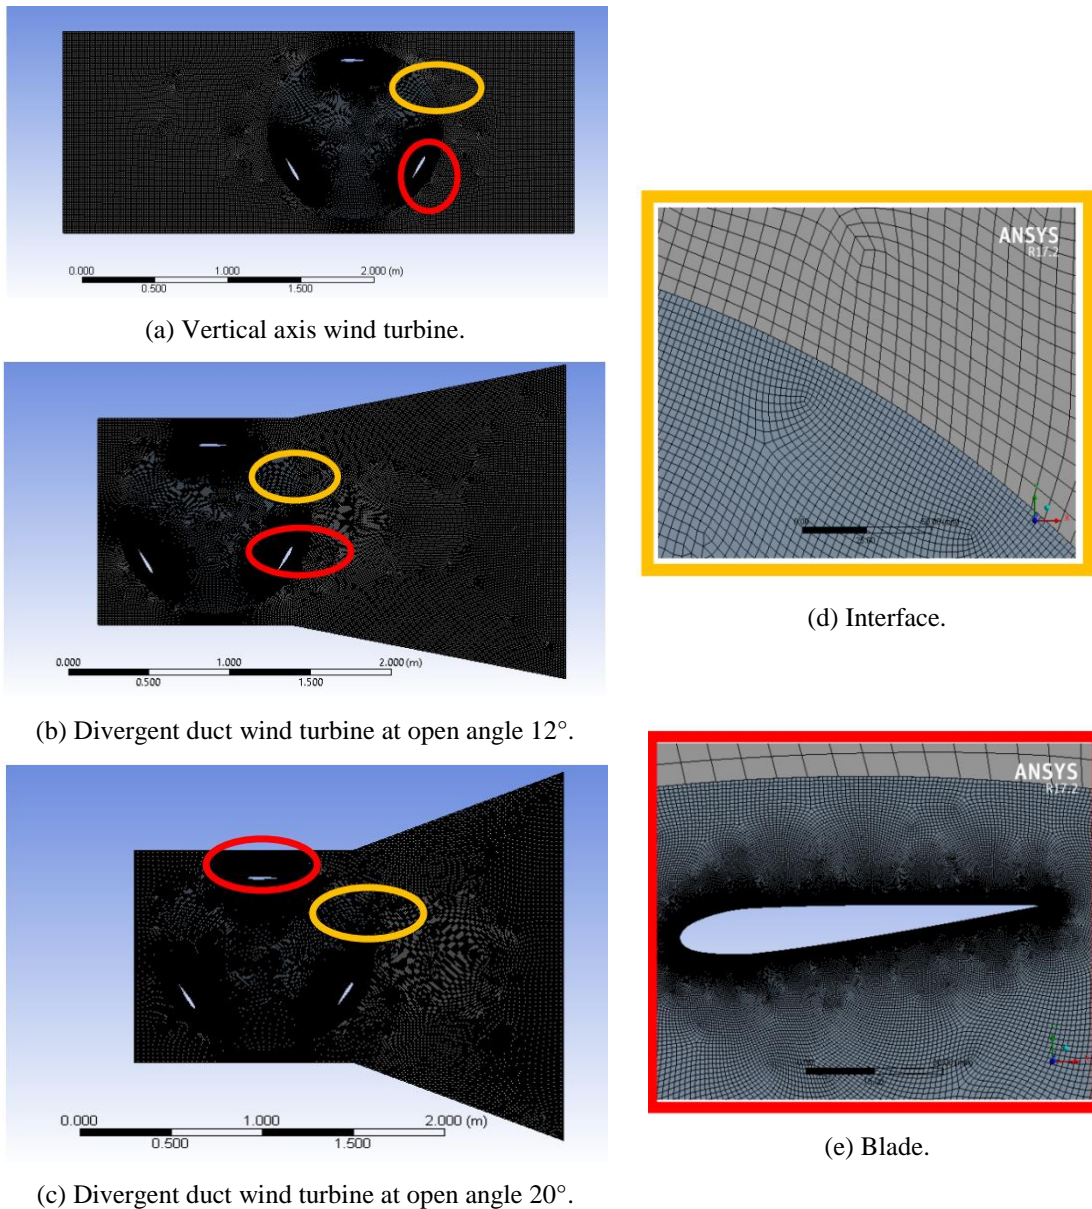 0.000 1.000 2.000 (m)
0.500 1.500
(a) Vertical axis wind turbine.
0.000 1.000 2.000 (m)
0.500 1.500
(b) Divergent duct wind turbine at open angle 12°.
0.000 1.000 2.000 (m)
0.500 1.500
(c) Divergent duct wind turbine at open angle 20°.
ANSYS
R17.2
(d) Interface.
ANSYS
R17.2
(e) Blade.